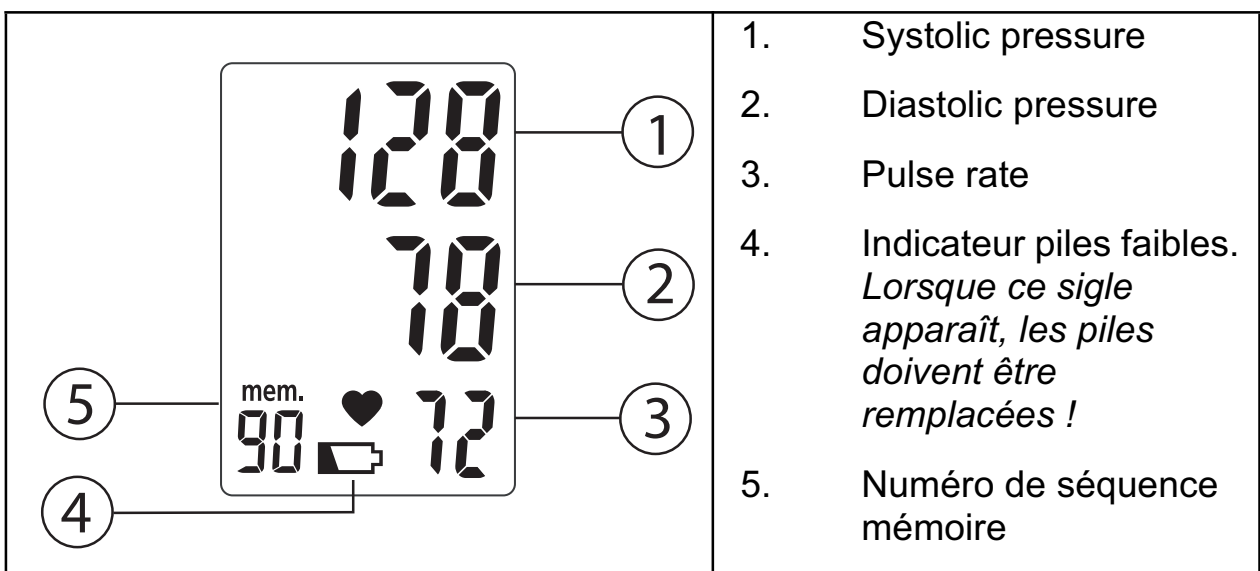 128
1
78
2
mem.
5
90
72
3
4
1. Systolic pressure
2. Diastolic pressure
3. Pulse rate
4. Indicateur piles faibles.
Lorsque ce sigle
apparaît, les piles
doivent être
remplacées !
5. Numéro de séquence
mémoire